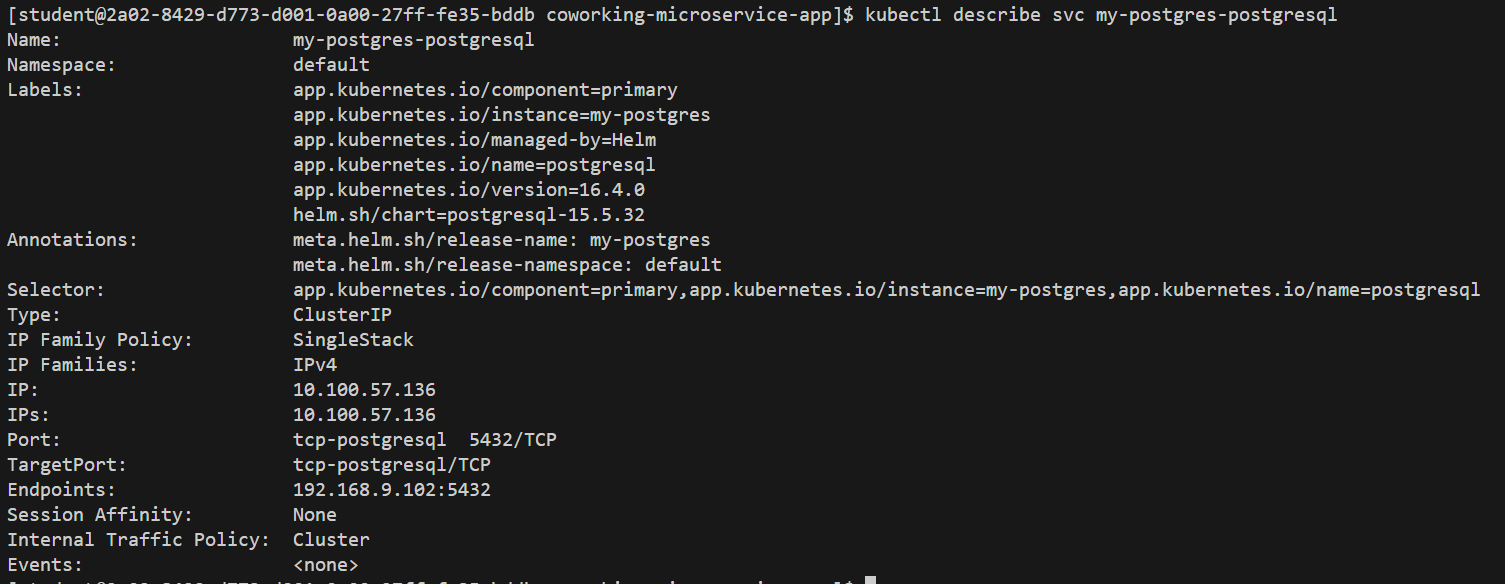 [student@2a02-8429-d773-d001-0a00-27ff-fe35-bddb coworking-microservice-app]$ kubectl describe svc my-postgres-postgresql
Name:                     my-postgres-postgresql
Namespace:                default
Labels:                   app.kubernetes.io/component=primary
                          app.kubernetes.io/instance=my-postgres
                          app.kubernetes.io/managed-by=Helm
                          app.kubernetes.io/name=postgresql
                          app.kubernetes.io/version=16.4.0
                          helm.sh/chart=postgresql-15.5.32
Annotations:              meta.helm.sh/release-name: my-postgres
                          meta.helm.sh/release-namespace: default
Selector:                 app.kubernetes.io/component=primary,app.kubernetes.io/instance=my-postgres,app.kubernetes.io/name=postgresql
Type:                     ClusterIP
IP Family Policy:         SingleStack
IP Families:              IPv4
IP:                       10.100.57.136
IPs:                      10.100.57.136
Port:                     tcp-postgresql  5432/TCP
TargetPort:               tcp-postgresql/TCP
Endpoints:                192.168.9.102:5432
Session Affinity:         None
Internal Traffic Policy:  Cluster
Events:                   <none>